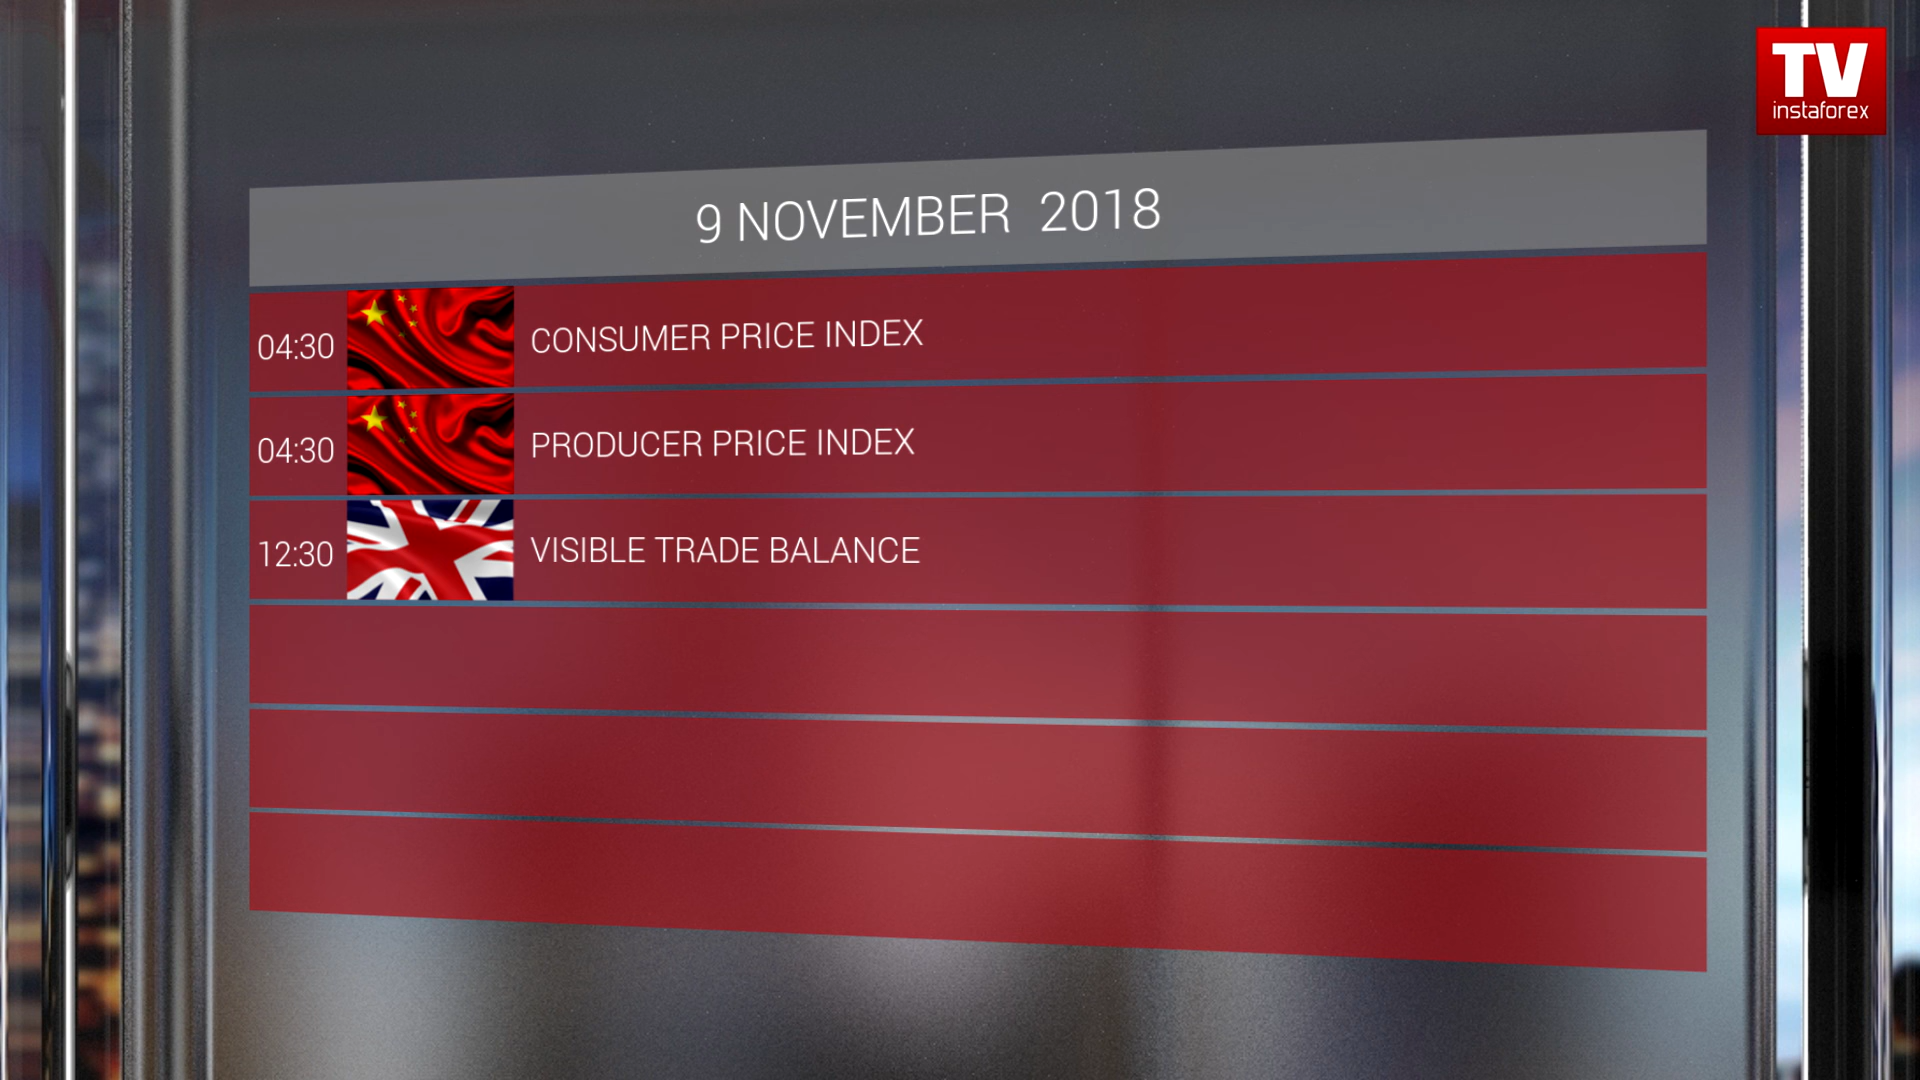 TV
instaforex
9 NOVEMBER 2018
04:30 CONSUMER PRICE INDEX
04:30 PRODUCER PRICE INDEX
12:30 VISIBLE TRADE BALANCE